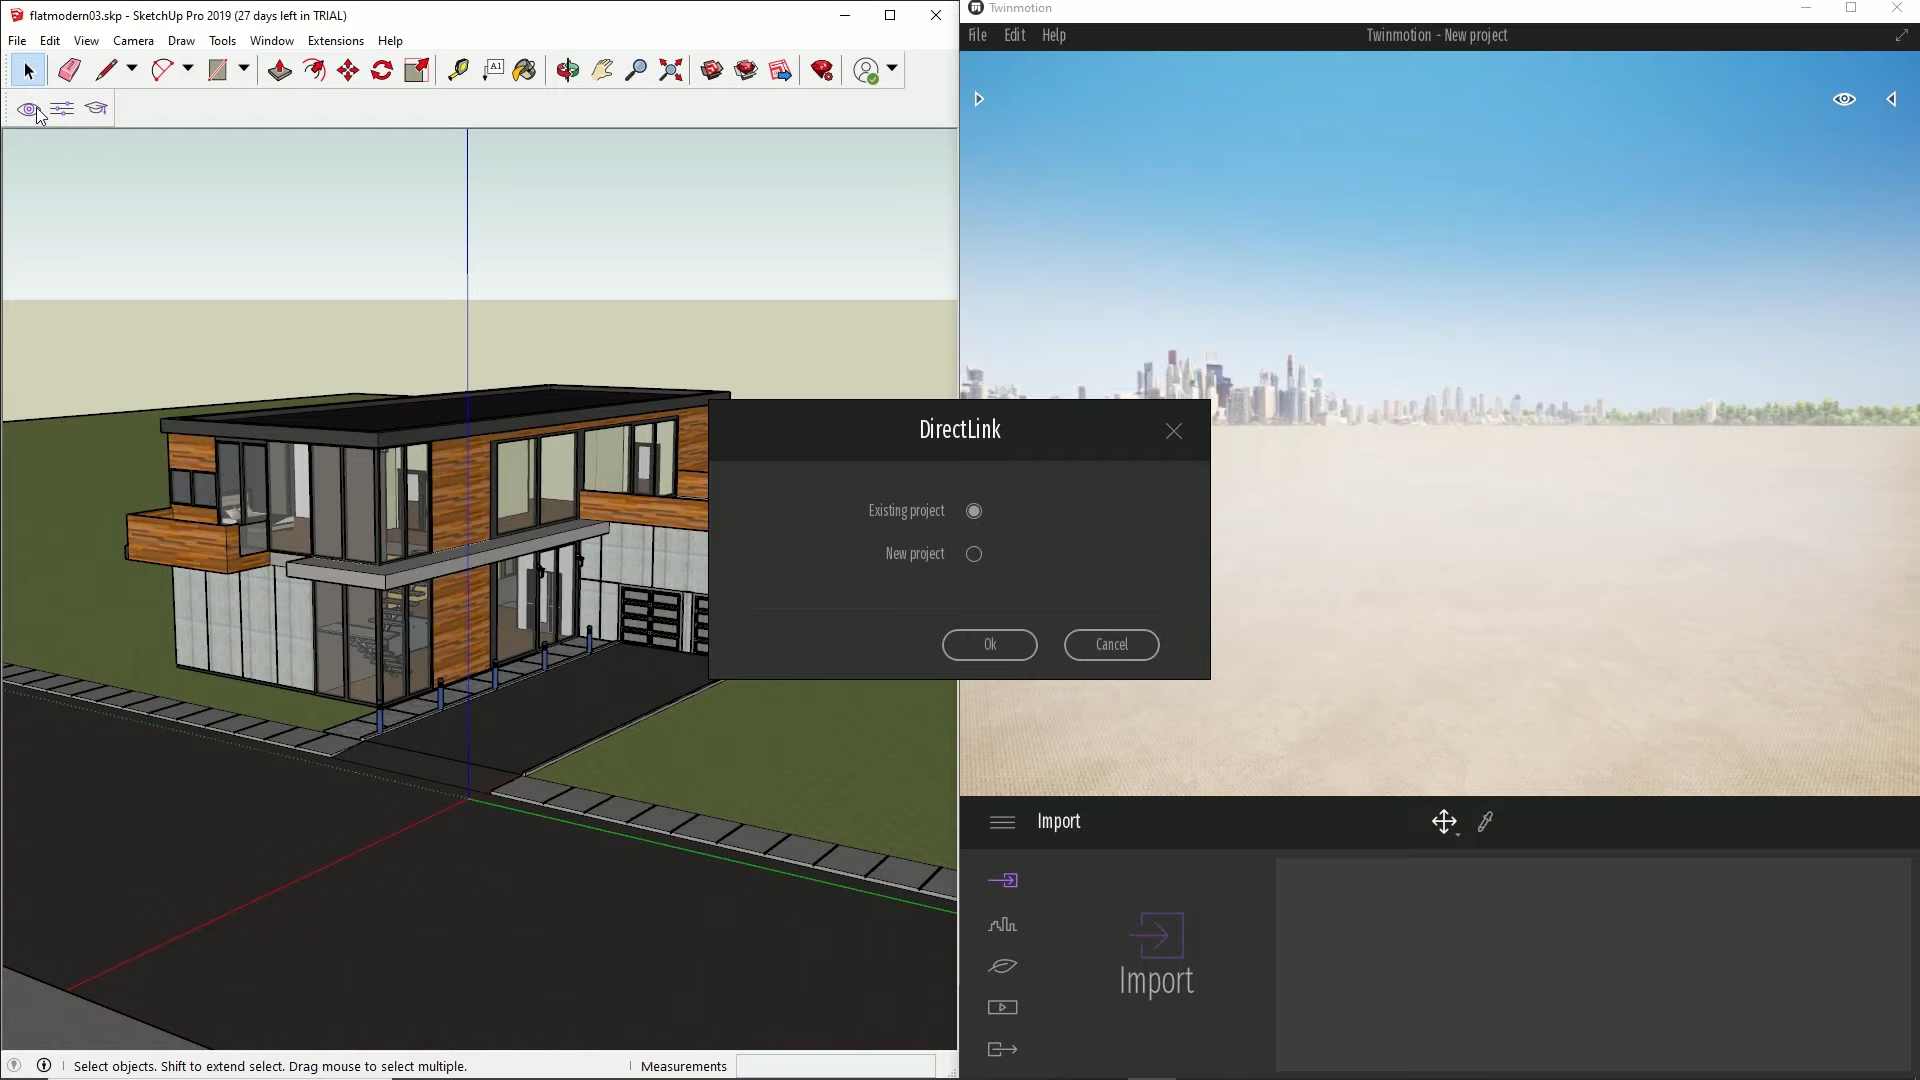 flatmodern03.skp - SketchUp Pro 2019 (27 days left in TRIAL)
File Edit View Camera Draw Tools Window Extensions Help
A1
Select objects. Shift to extend select. Drag mouse to select multiple.
Measurements
Twinmotion
File Edit Help
Twinmotion - New project
DirectLink
Existing project
New project
Ok
Cancel
Import
Import